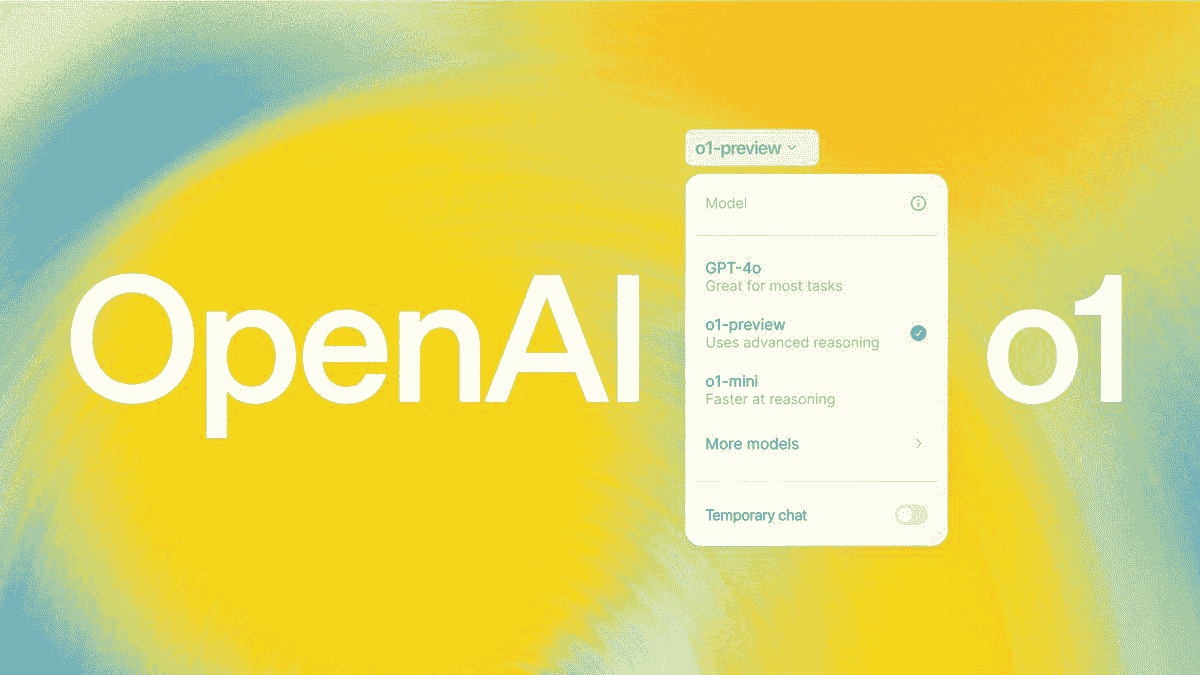 OpenAI
o1-preview
Model
GPT-4o
Great for most tasks
o1-preview
Uses advanced reasoning
o1-mini
Faster at reasoning
More models
Temporary chat
o1